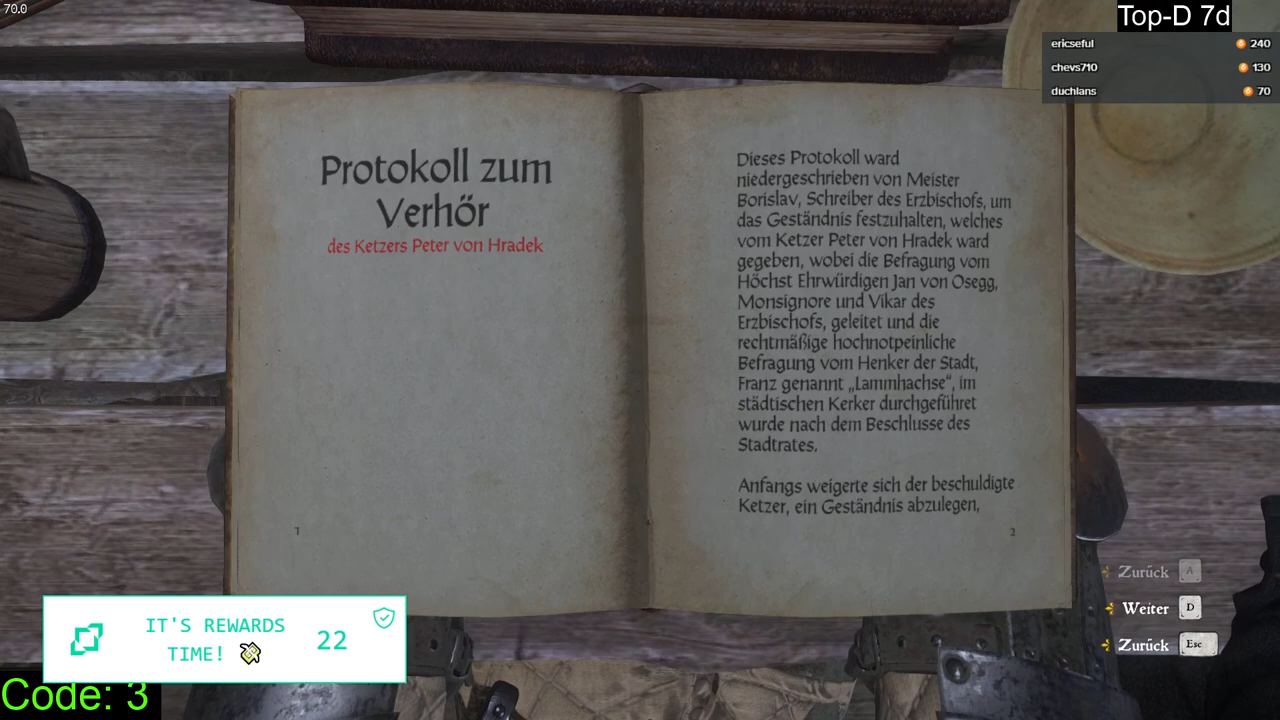 70.0
Top-D 7d
ericseful 240
chevs710 130
duchlans 70
Protokoll zum
Verhör
des Ketzers Peter von Hradek
1
Dieses Protokoll ward
niedergeschrieben von Meister
Borislav, Schreiber des Erzbischofs, um
das Geständnis festzuhalten, welches
vom Ketzer Peter von Hradek ward
gegeben, wobei die Befragung vom
Höchst Ehrwürdigen Jan von Osegg,
Monsignore und Vikar des
Erzbischofs, geleitet und die
rechtmäßige hochnotpeinliche
Befragung vom Henker der Stadt,
Franz genannt „Lammhachse“, im
städtischen Kerker durchgeführt
wurde nach dem Beschlusse des
Stadtrates.
Anfangs weigerte sich der beschuldigte
Ketzer, ein Geständnis abzulegen,
2
Zurück A
Weiter D
Zurück Esc
IT'S REWARDS
TIME!
22
Code: 3